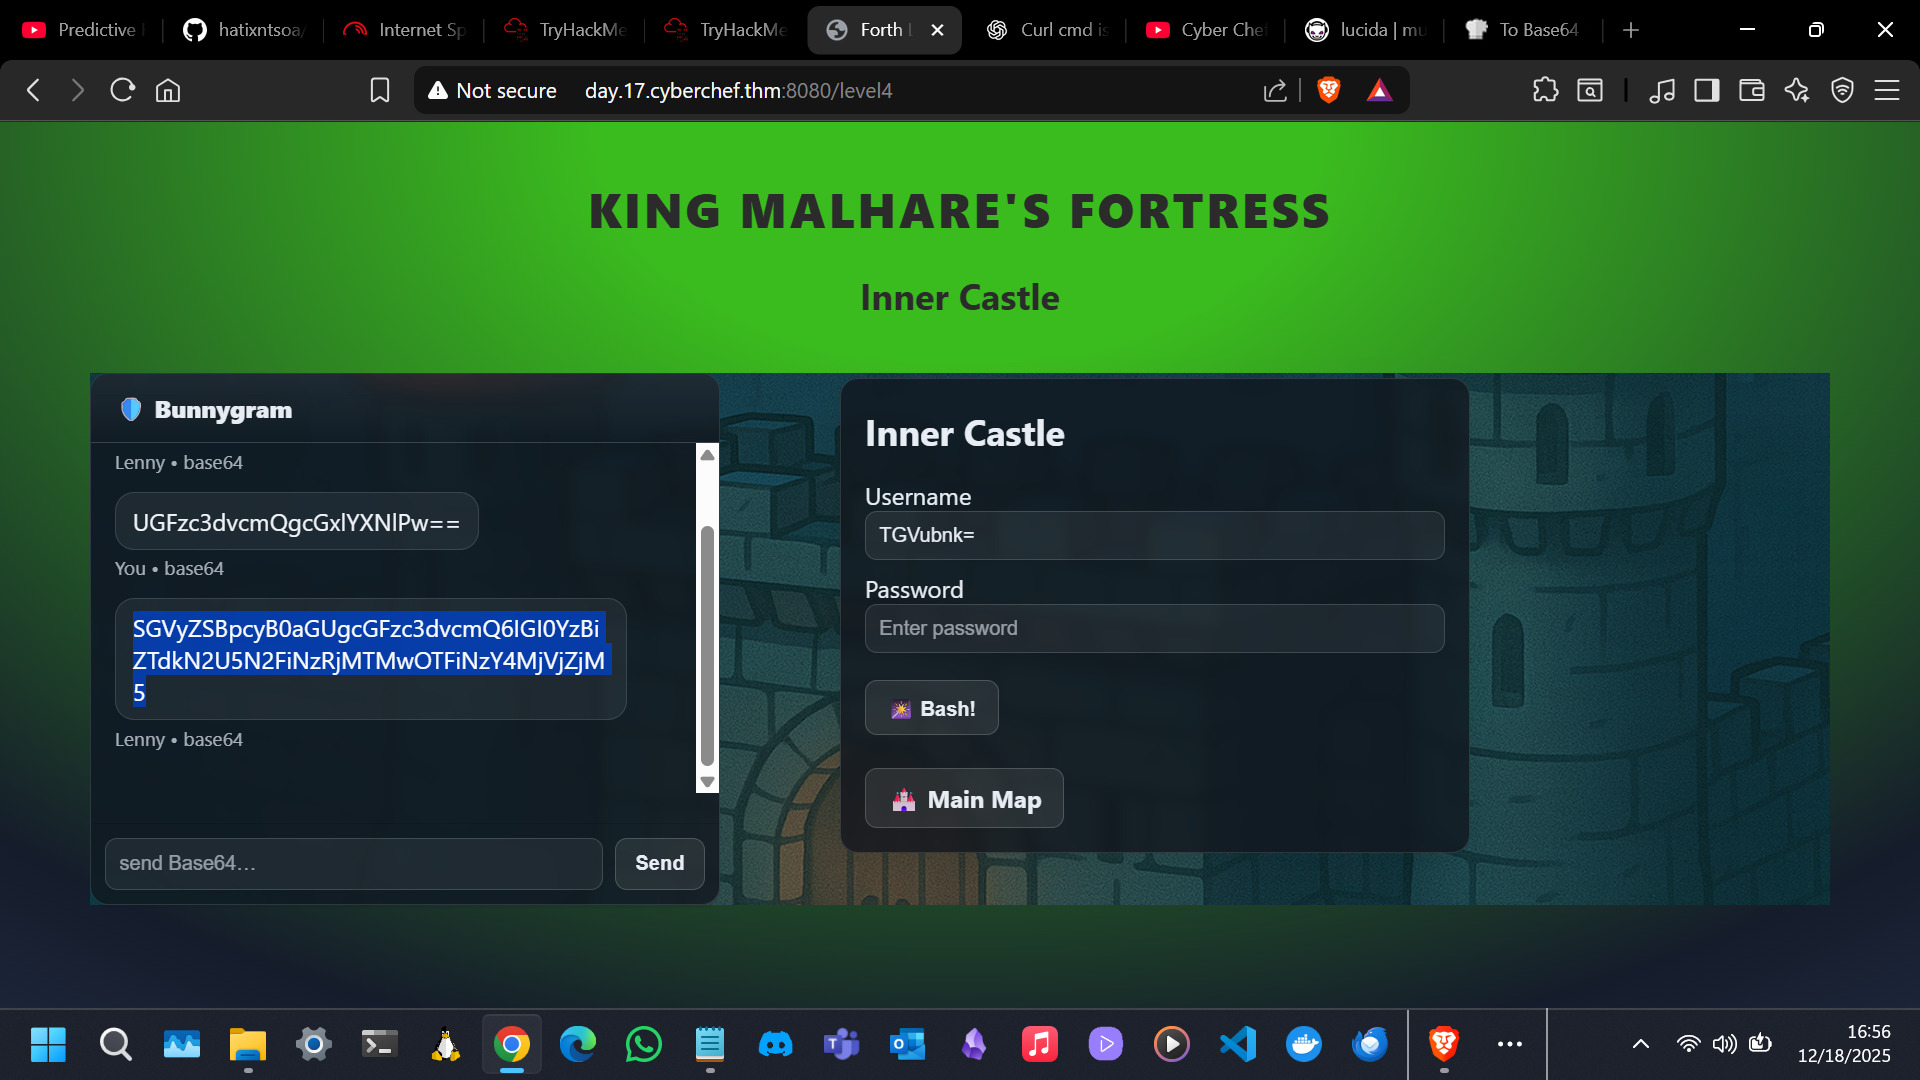 Predictive
hatixntsoa/
Internet Sp
TryHackMe
TryHackMe
Forth
Curl cmd is
Cyber Chef
lucida | mu
To Base64
Not secure
day.17.cyberchef.thm:8080/level4
KING MALHARE'S FORTRESS
Inner Castle
Bunnygram
Lenny • base64
UGFzc3dvcmQgcGxlYXNlPw==
You • base64
SGVyZSBpcyB0aGUgcGFzc3dvcmQ6IGI0YzBi
ZTdkN2U5N2FiNzRjMTMwOTFiNzY4MjVjZjM
5
Lenny • base64
send Base64...
Send
Inner Castle
Username
TGVubnk=
Password
Enter password
Bash!
Main Map
16:56
12/18/2025